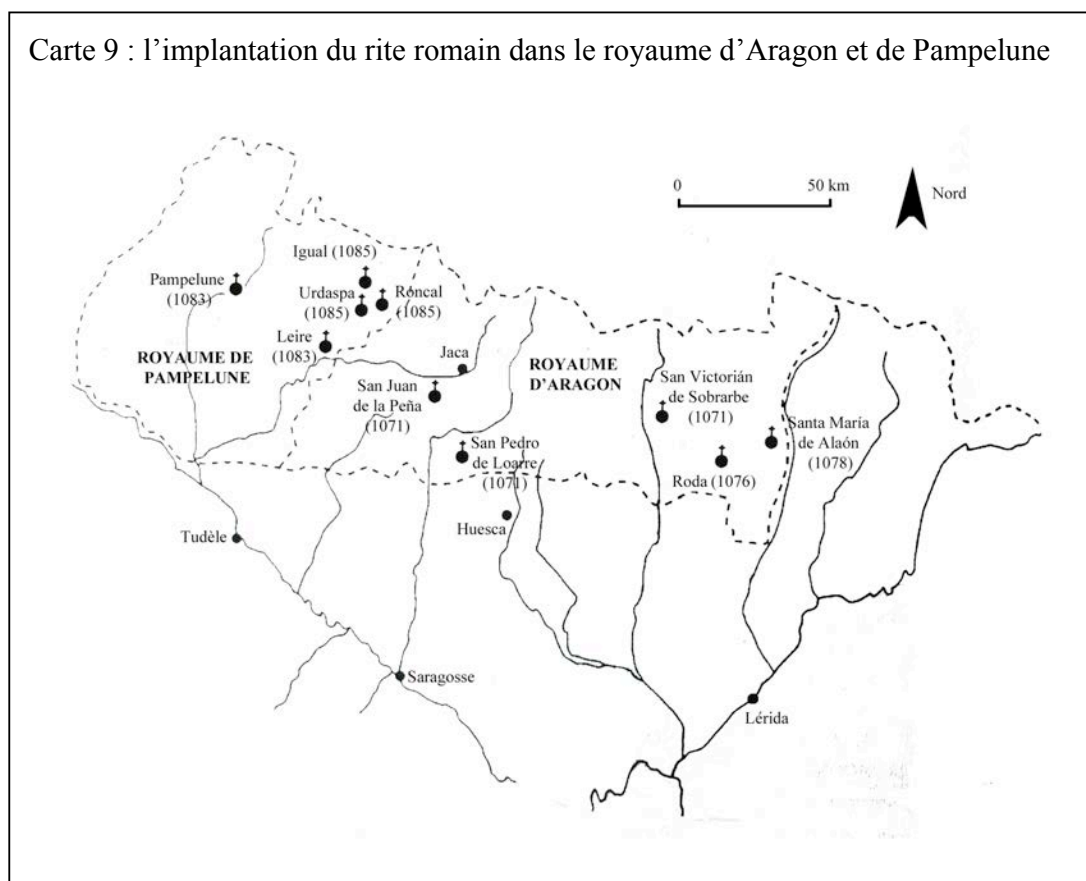 Carte 9 : l’implantation du rite romain dans le royaume d’Aragon et de Pampelune
0
50 km
Nord
Igual (1085)
Pampelune
(1083)
Urdaspa
(1085)
Roncal
(1085)
Leire
(1083)
ROYAUME DE
PAMPELUNE
Jaca
ROYAUME
D’ARAGON
San Juan
de la Peña
(1071)
San Victorián
de Sobrarbe
(1071)
Santa María
de Alaón
(1078)
San Pedro
de Loarre
(1071)
Roda (1076)
Huesca
Tudèle
Saragosse
Lérida